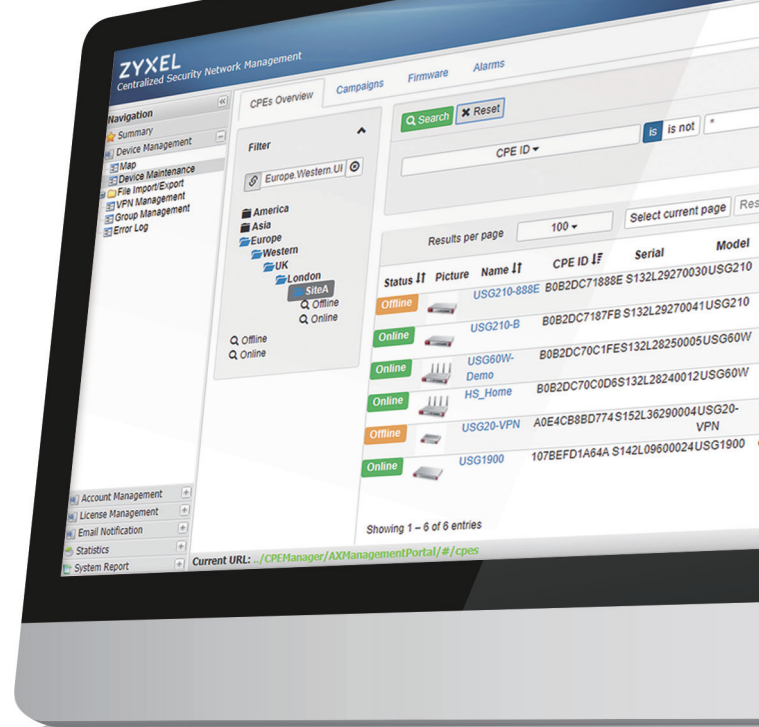 ZYXEL
Centralized Security Network Management
Navigation
Summary
Device Management
Map
Device Maintenance
File Import/Export
VPN Management
Group Management
Error Log
Account Management
License Management
Email Notification
Statistics
System Report
CPEs Overview Campaigns Firmware Alarms
Filter
Europe.Western.U
America
Asia
Europe
Western
UK
London
SiteA
Offline
Online
Offline
Online
Search Reset
CPE ID is is not *
Results per page 100 Select current page Res
Status Picture Name CPE ID Serial Model
Offline USG210-888E B0B2DC71888E S132L29270030 USG210
Online USG210-B B0B2DC7187FB S132L29270041 USG210
Online USG60W-Demo B0B2DC70C1FE S132L28250005 USG60W
Online HS_Home B0B2DC70C0D6 S132L28240012 USG60W
Offline USG20-VPN A0E4CB8BD774 S152L36290004 USG20-VPN
Online USG1900 107BEFD1A64A S142L09600024 USG1900
Showing 1 – 6 of 6 entries
Current URL: ../CPEManager/AXManagementPortal/#/cpes